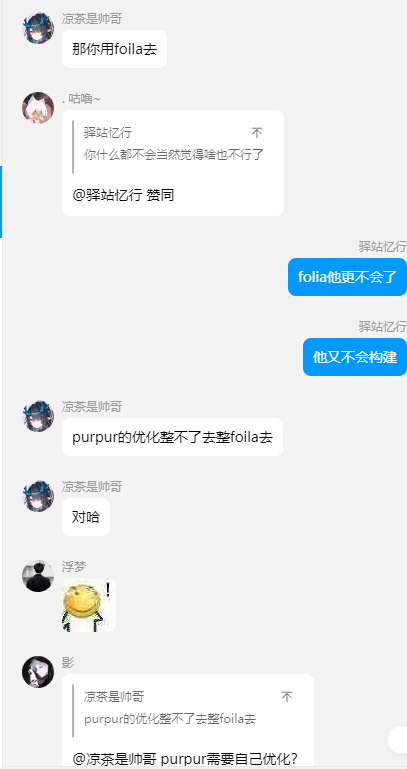 凉茶是帅哥
那你用foila去
. 咕噜~
驿站忆行
你什么都不会当然觉得啥也不行了
@驿站忆行 赞同
驿站忆行
folia他更不会了
驿站忆行
他又不会构建
凉茶是帅哥
purpur的优化整不了去整foila去
凉茶是帅哥
对哈
浮梦
!
影
凉茶是帅哥
purpur的优化整不了去整foila去
@凉茶是帅哥 purpur需要自己优化?